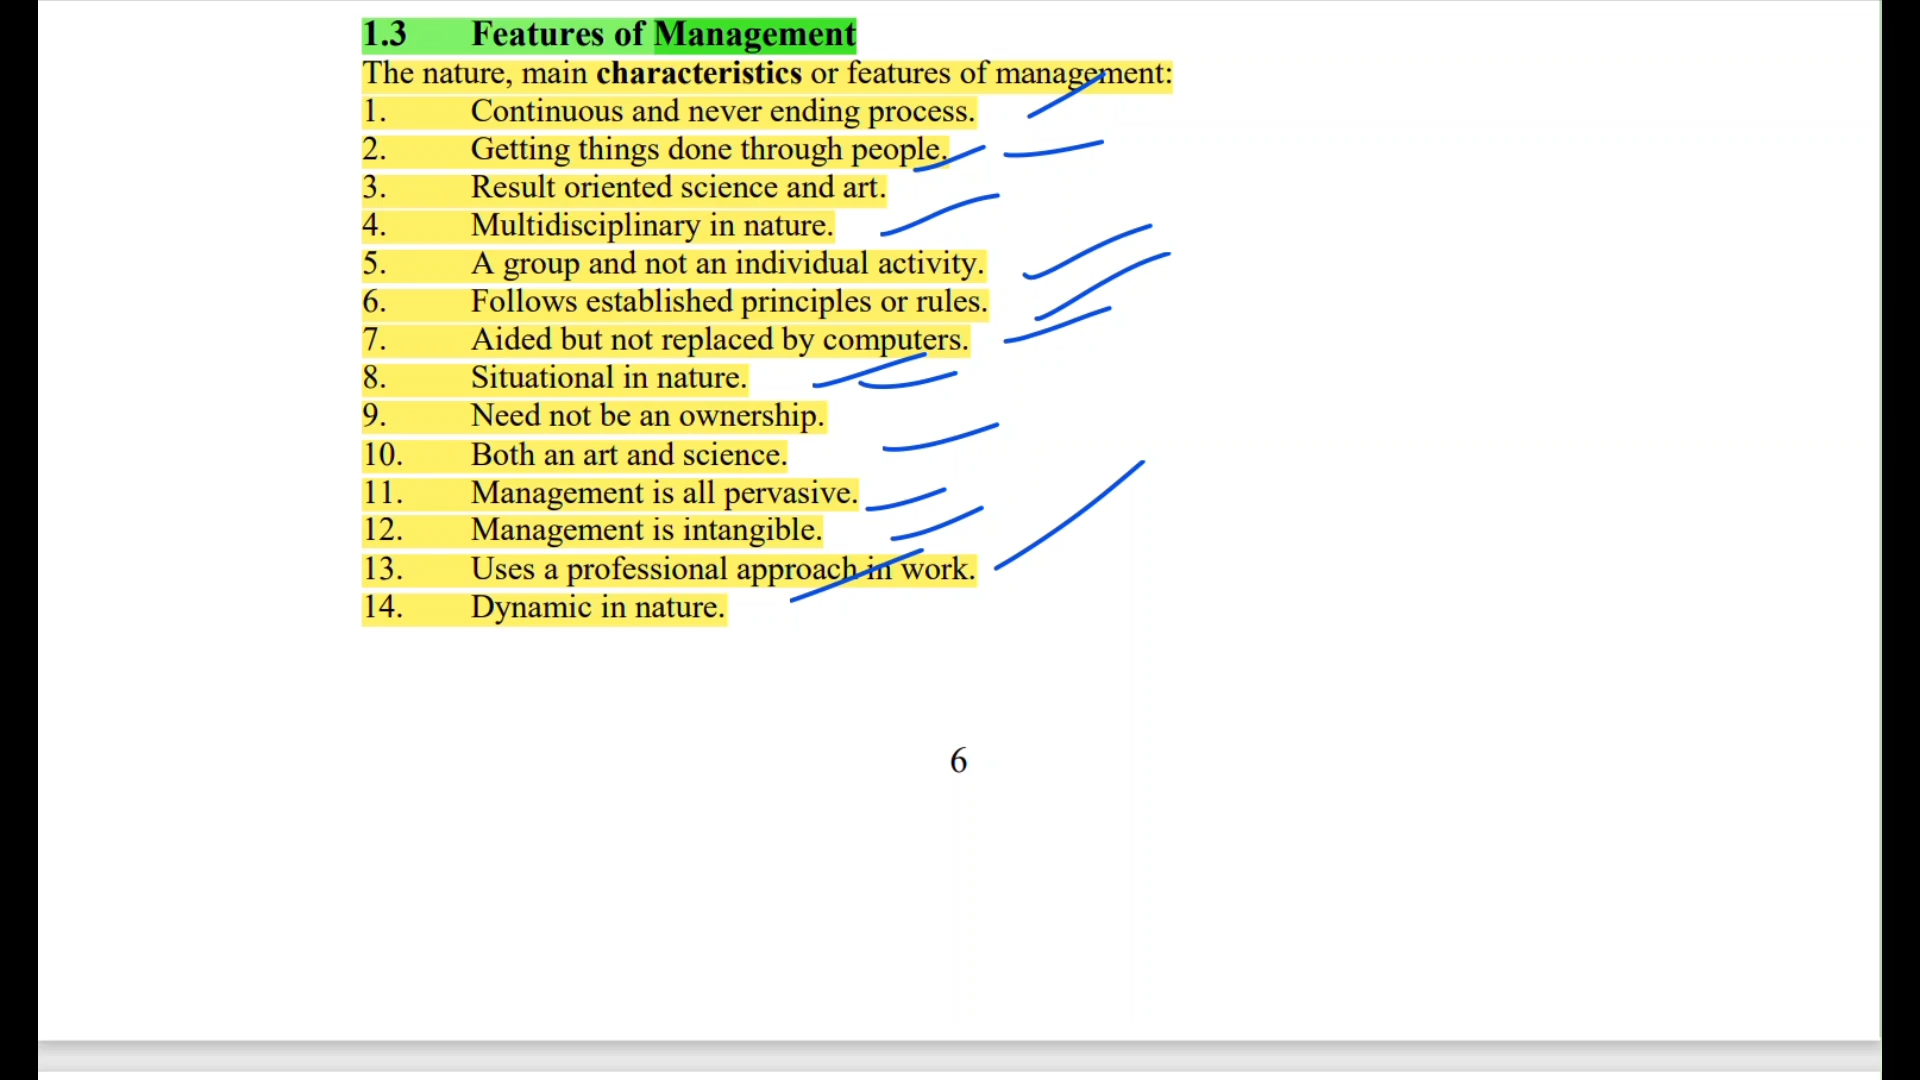 1.3 Features of Management
The nature, main characteristics or features of management:
1. Continuous and never ending process.
2. Getting things done through people.
3. Result oriented science and art.
4. Multidisciplinary in nature.
5. A group and not an individual activity.
6. Follows established principles or rules.
7. Aided but not replaced by computers.
8. Situational in nature.
9. Need not be an ownership.
10. Both an art and science.
11. Management is all pervasive.
12. Management is intangible.
13. Uses a professional approach in work.
14. Dynamic in nature.
6